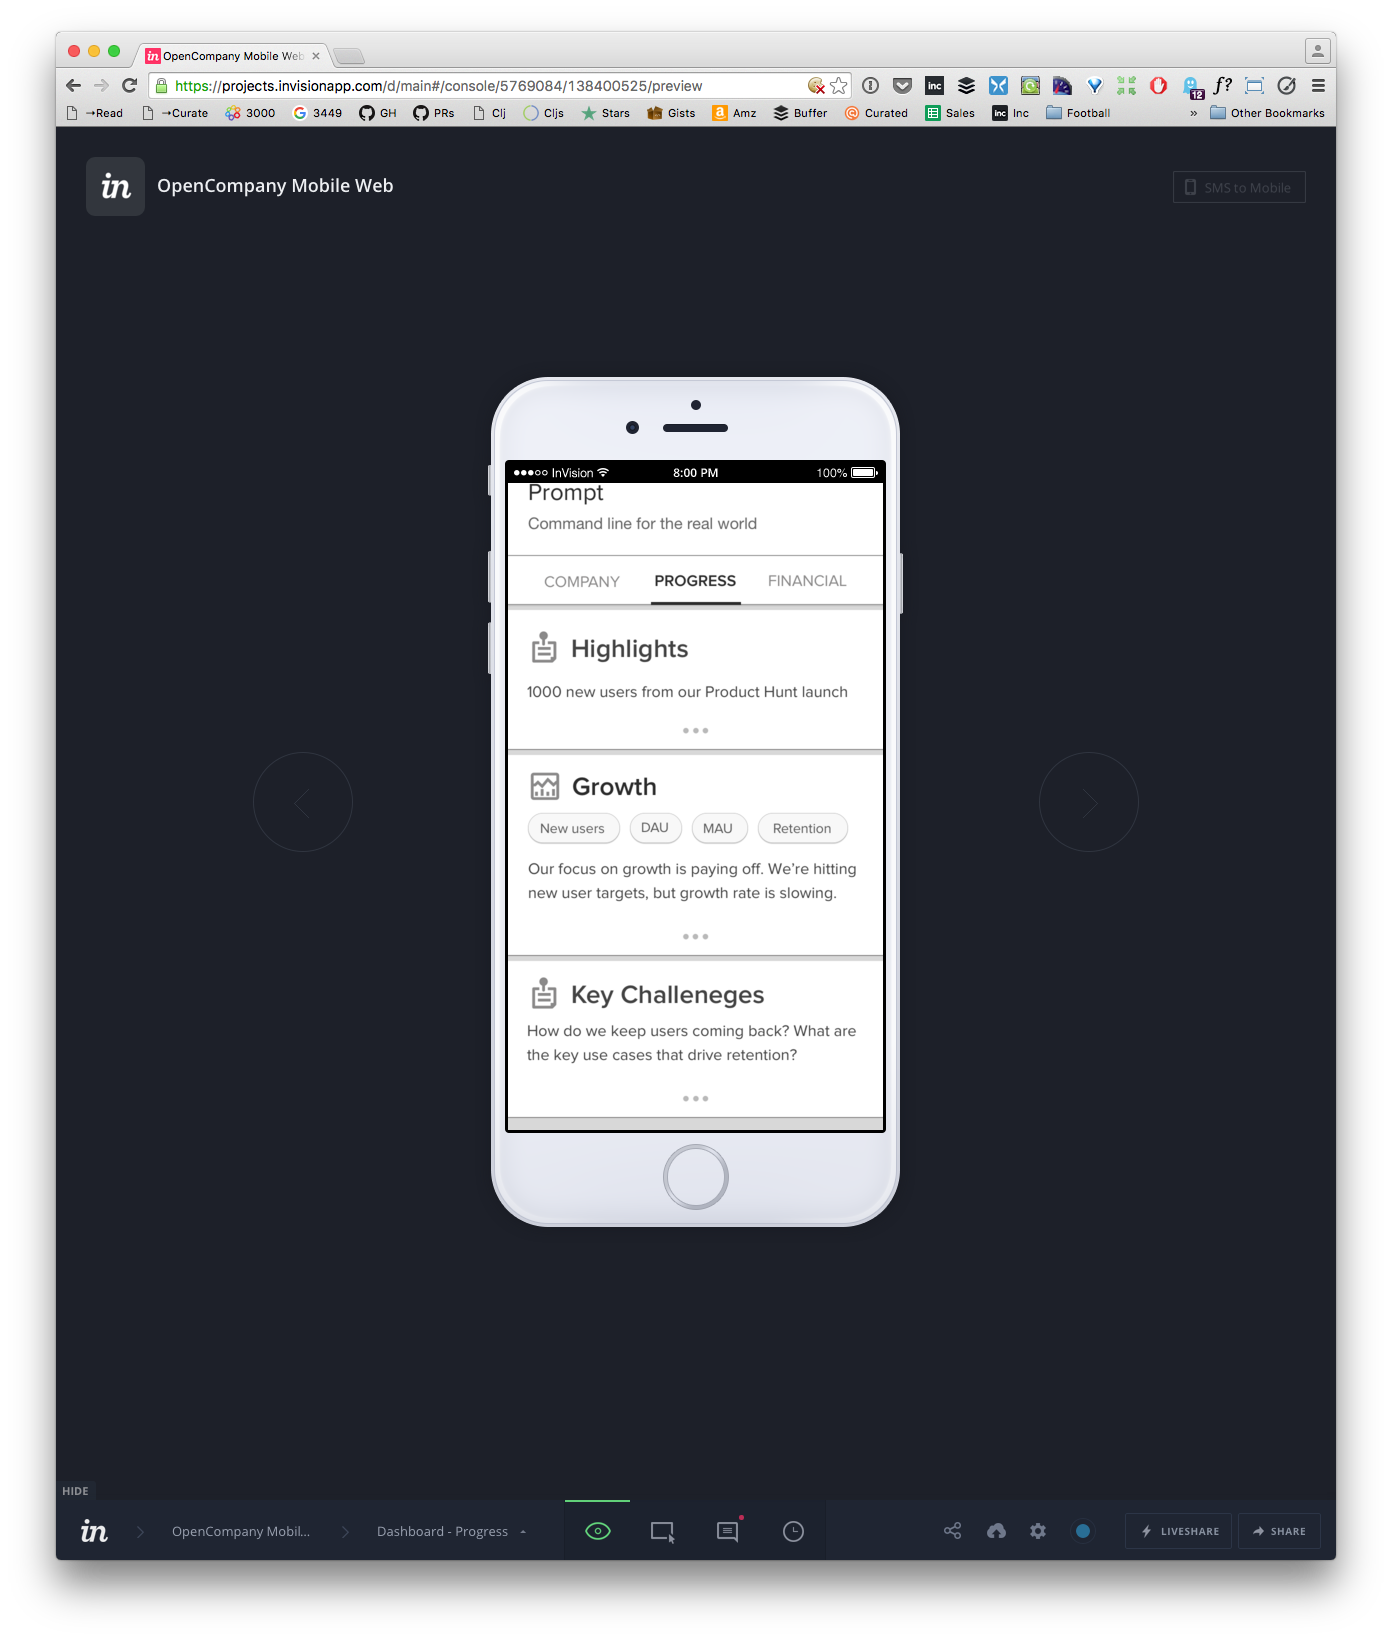 in OpenCompany Mobile Web
https://projects.invisionapp.com/d/main#/console/5769084/138400525/preview
inc
12
f?
→Read →Curate 3000 3449 GH PRs Clj Cljs Stars Gists Amz Buffer Curated Sales Inc Inc Football » Other Bookmarks
in OpenCompany Mobile Web
SMS to Mobile
InVision 8:00 PM 100%
Prompt
Command line for the real world
COMPANY PROGRESS FINANCIAL
Highlights
1000 new users from our Product Hunt launch
Growth
New users DAU MAU Retention
Our focus on growth is paying off. We're hitting
new user targets, but growth rate is slowing.
Key Challeneges
How do we keep users coming back? What are
the key use cases that drive retention?
HIDE
in OpenCompany Mobil... Dashboard - Progress LIVESHARE SHARE